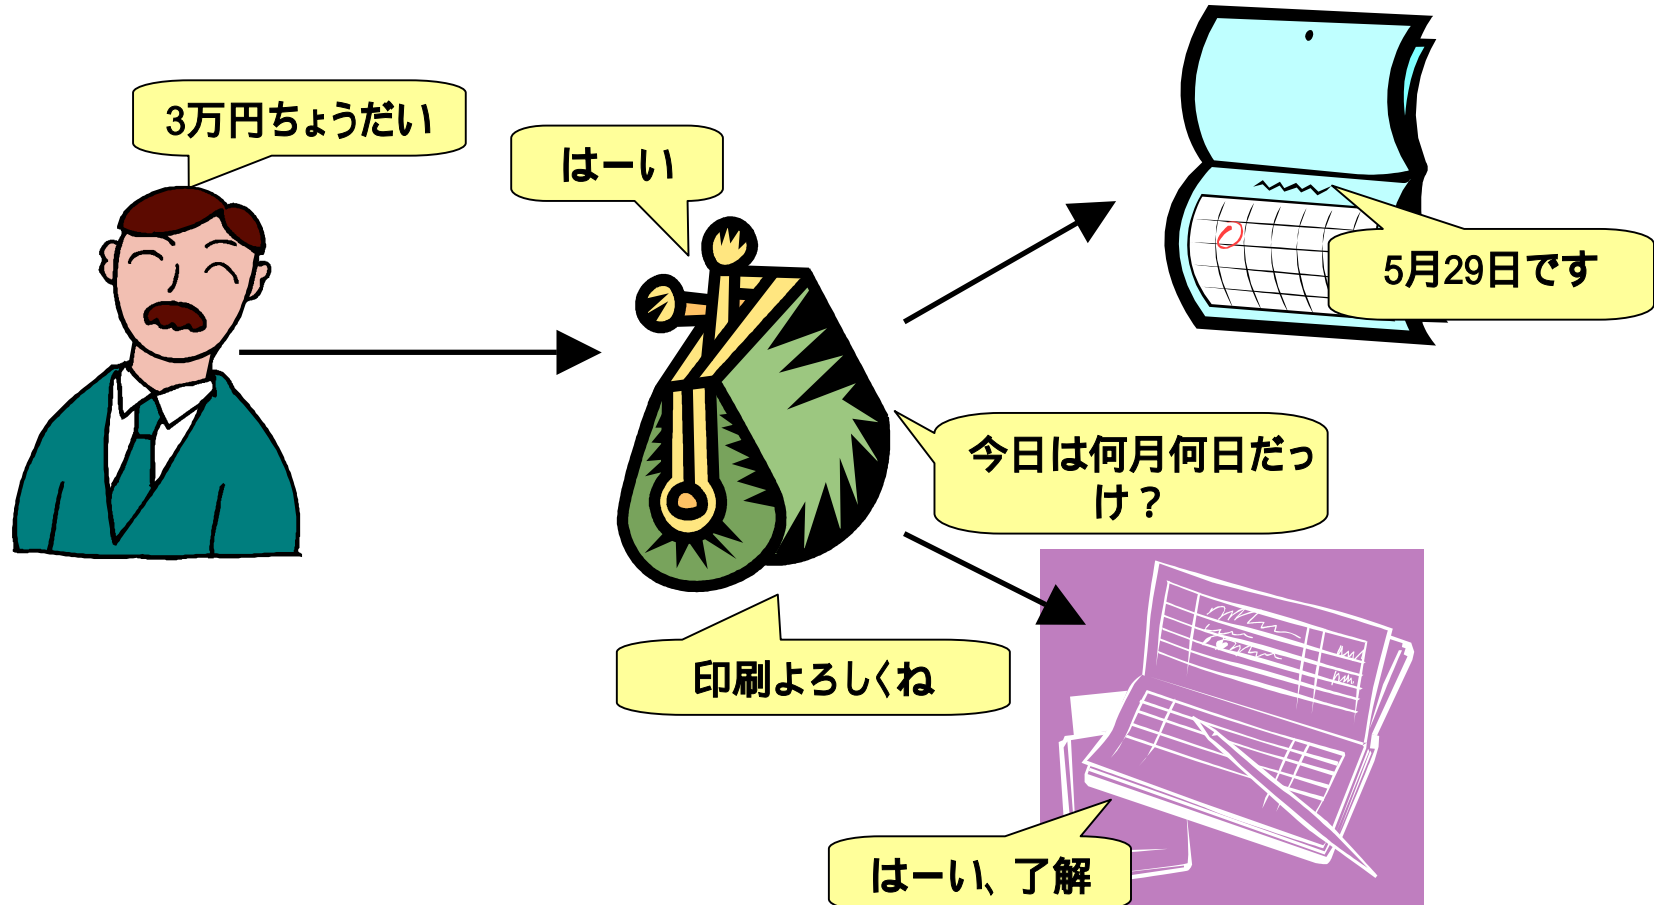 3万円ちょうだい
はーい
5月29日です
今日は何月何日だっ
け？
印刷よろしくね
はーい、了解